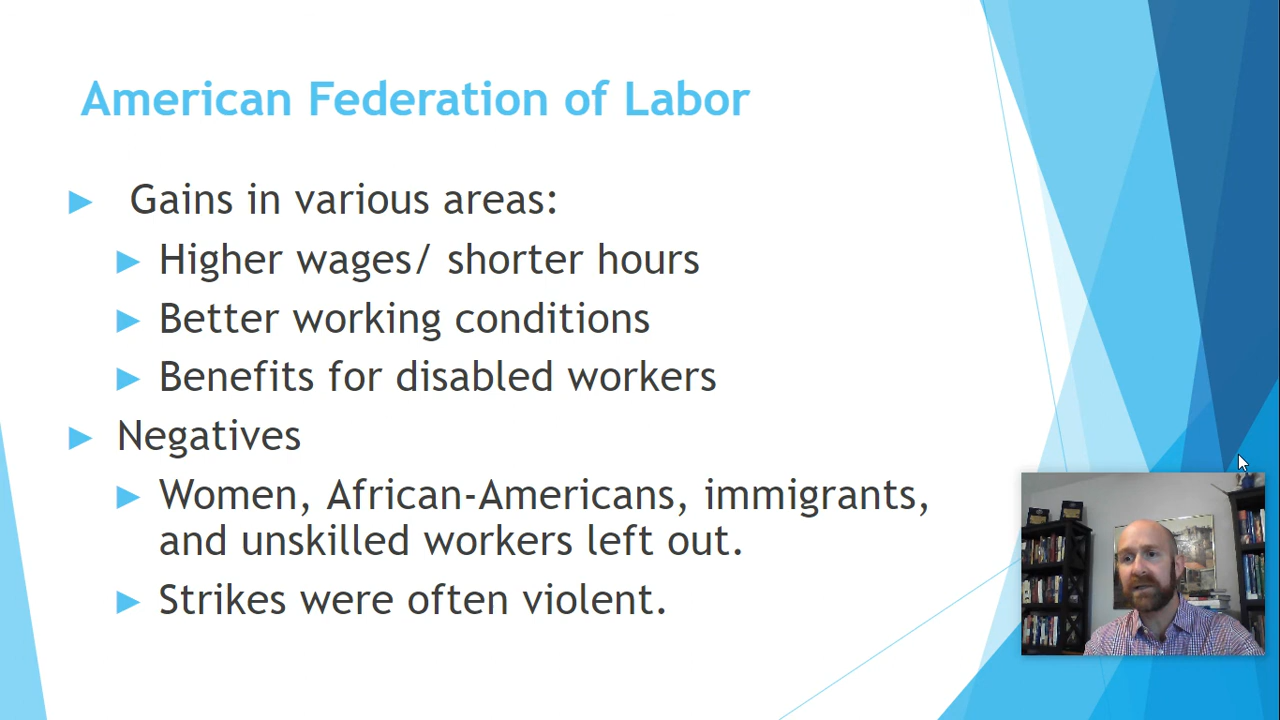 American Federation of Labor
Gains in various areas:
Higher wages/ shorter hours
Better working conditions
Benefits for disabled workers
Negatives
Women, African-Americans, immigrants,
and unskilled workers left out.
Strikes were often violent.